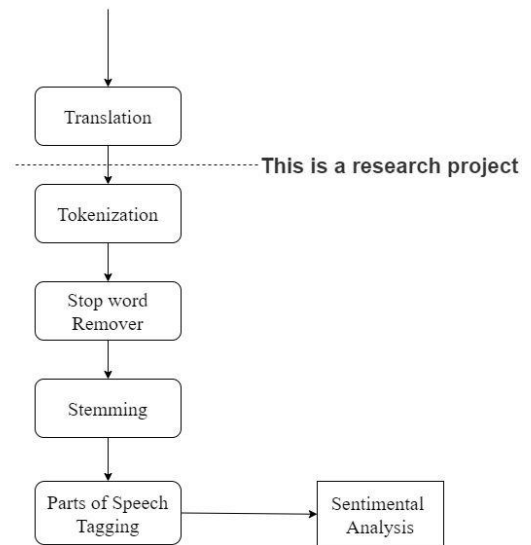 Translation
This is a research project
Tokenization
Stop word
Remover
Stemming
Parts of Speech
Tagging
Sentimental
Analysis